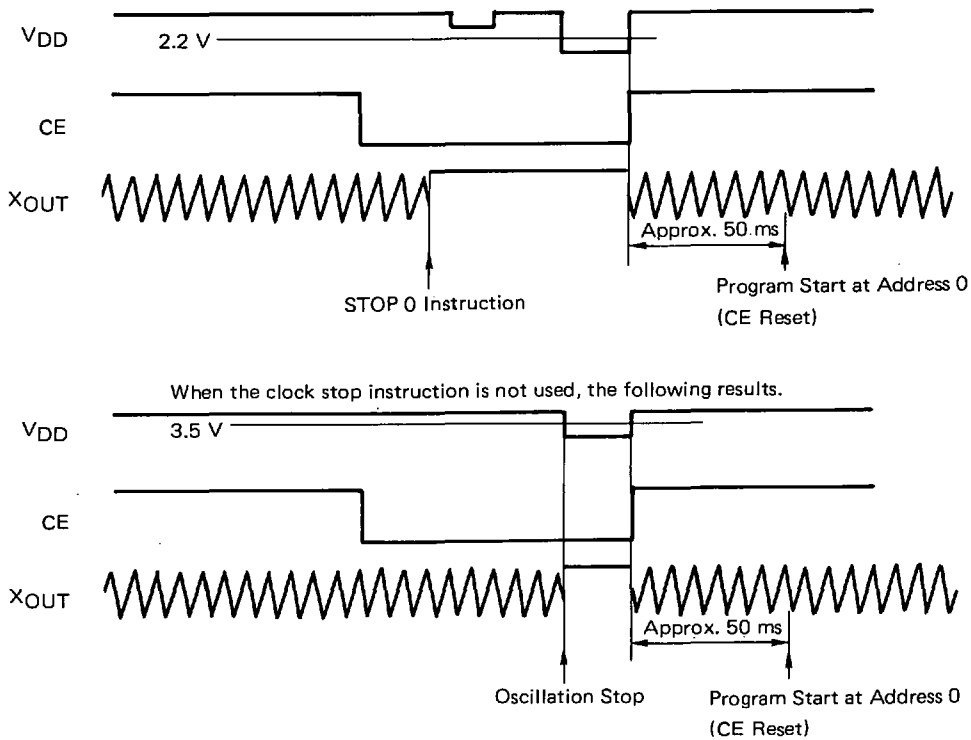 VDD
2.2 V
CE
XOUT
Approx. 50 ms
STOP 0 Instruction
Program Start at Address 0
(CE Reset)
When the clock stop instruction is not used, the following results.
VDD
3.5 V
CE
XOUT
Approx. 50 ms
Oscillation Stop
Program Start at Address 0
(CE Reset)